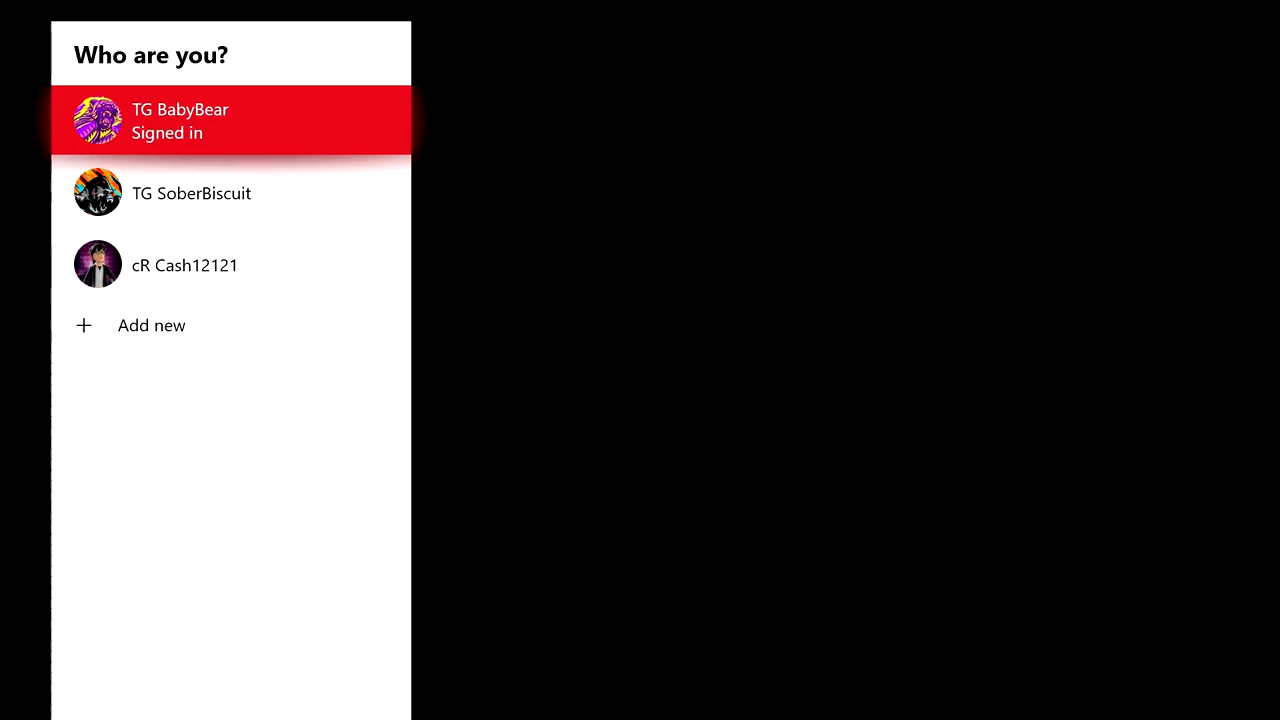 Who are you?
TG BabyBear
Signed in
TG SoberBiscuit
cR Cash12121
Add new